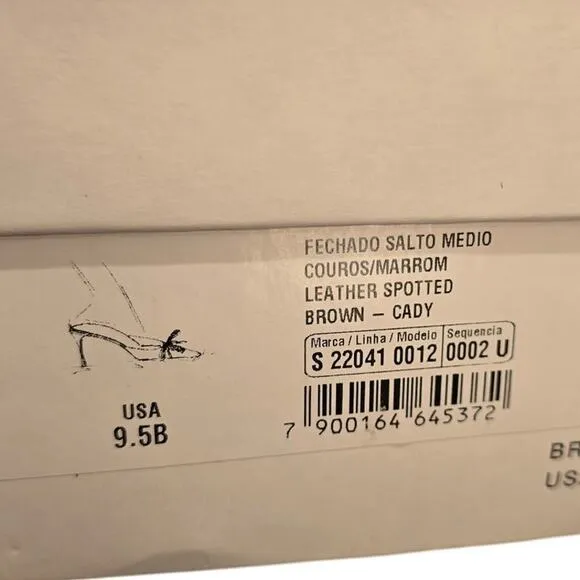 FECHADO SALTO MEDIO
COUROS/MARROM
LEATHER SPOTTED
BROWN – CADY
Marca / Linha / Modelo Sequencia
S 22041 0012 0002 U
7 900164 645372
USA
9.5B
BR
US